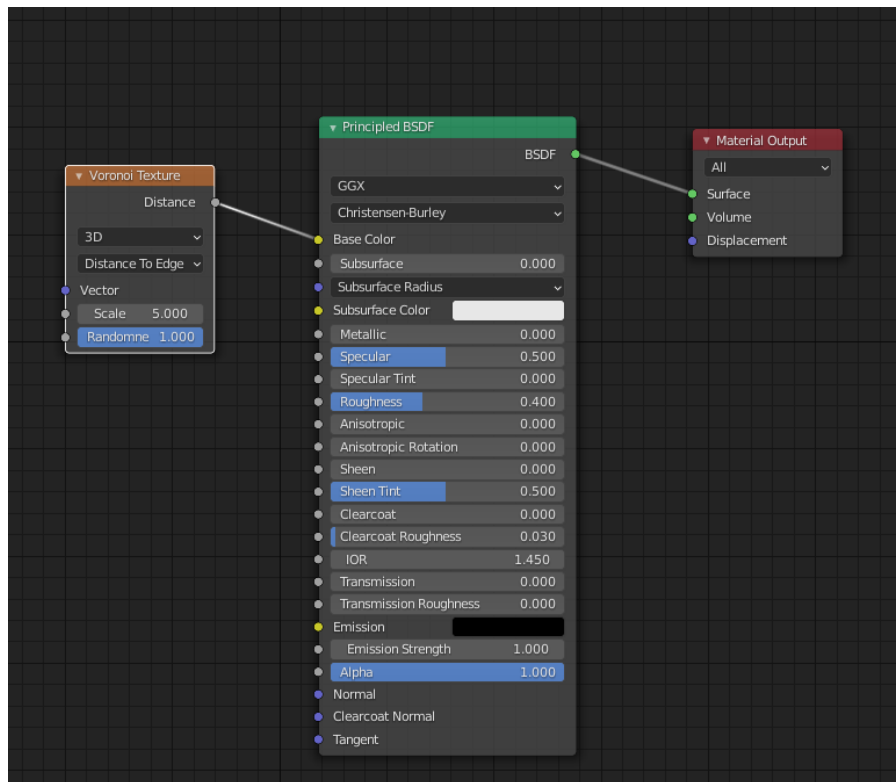 Voronoi Texture
Distance
3D
Distance To Edge
Vector
Scale 5.000
Randomne 1.000
Principled BSDF
BSDF
GGX
Christensen-Burley
Base Color
Subsurface 0.000
Subsurface Radius
Subsurface Color
Metallic 0.000
Specular 0.500
Specular Tint 0.000
Roughness 0.400
Anisotropic 0.000
Anisotropic Rotation 0.000
Sheen 0.000
Sheen Tint 0.500
Clearcoat 0.000
Clearcoat Roughness 0.030
IOR 1.450
Transmission 0.000
Transmission Roughness 0.000
Emission
Emission Strength 1.000
Alpha 1.000
Normal
Clearcoat Normal
Tangent
Material Output
All
Surface
Volume
Displacement